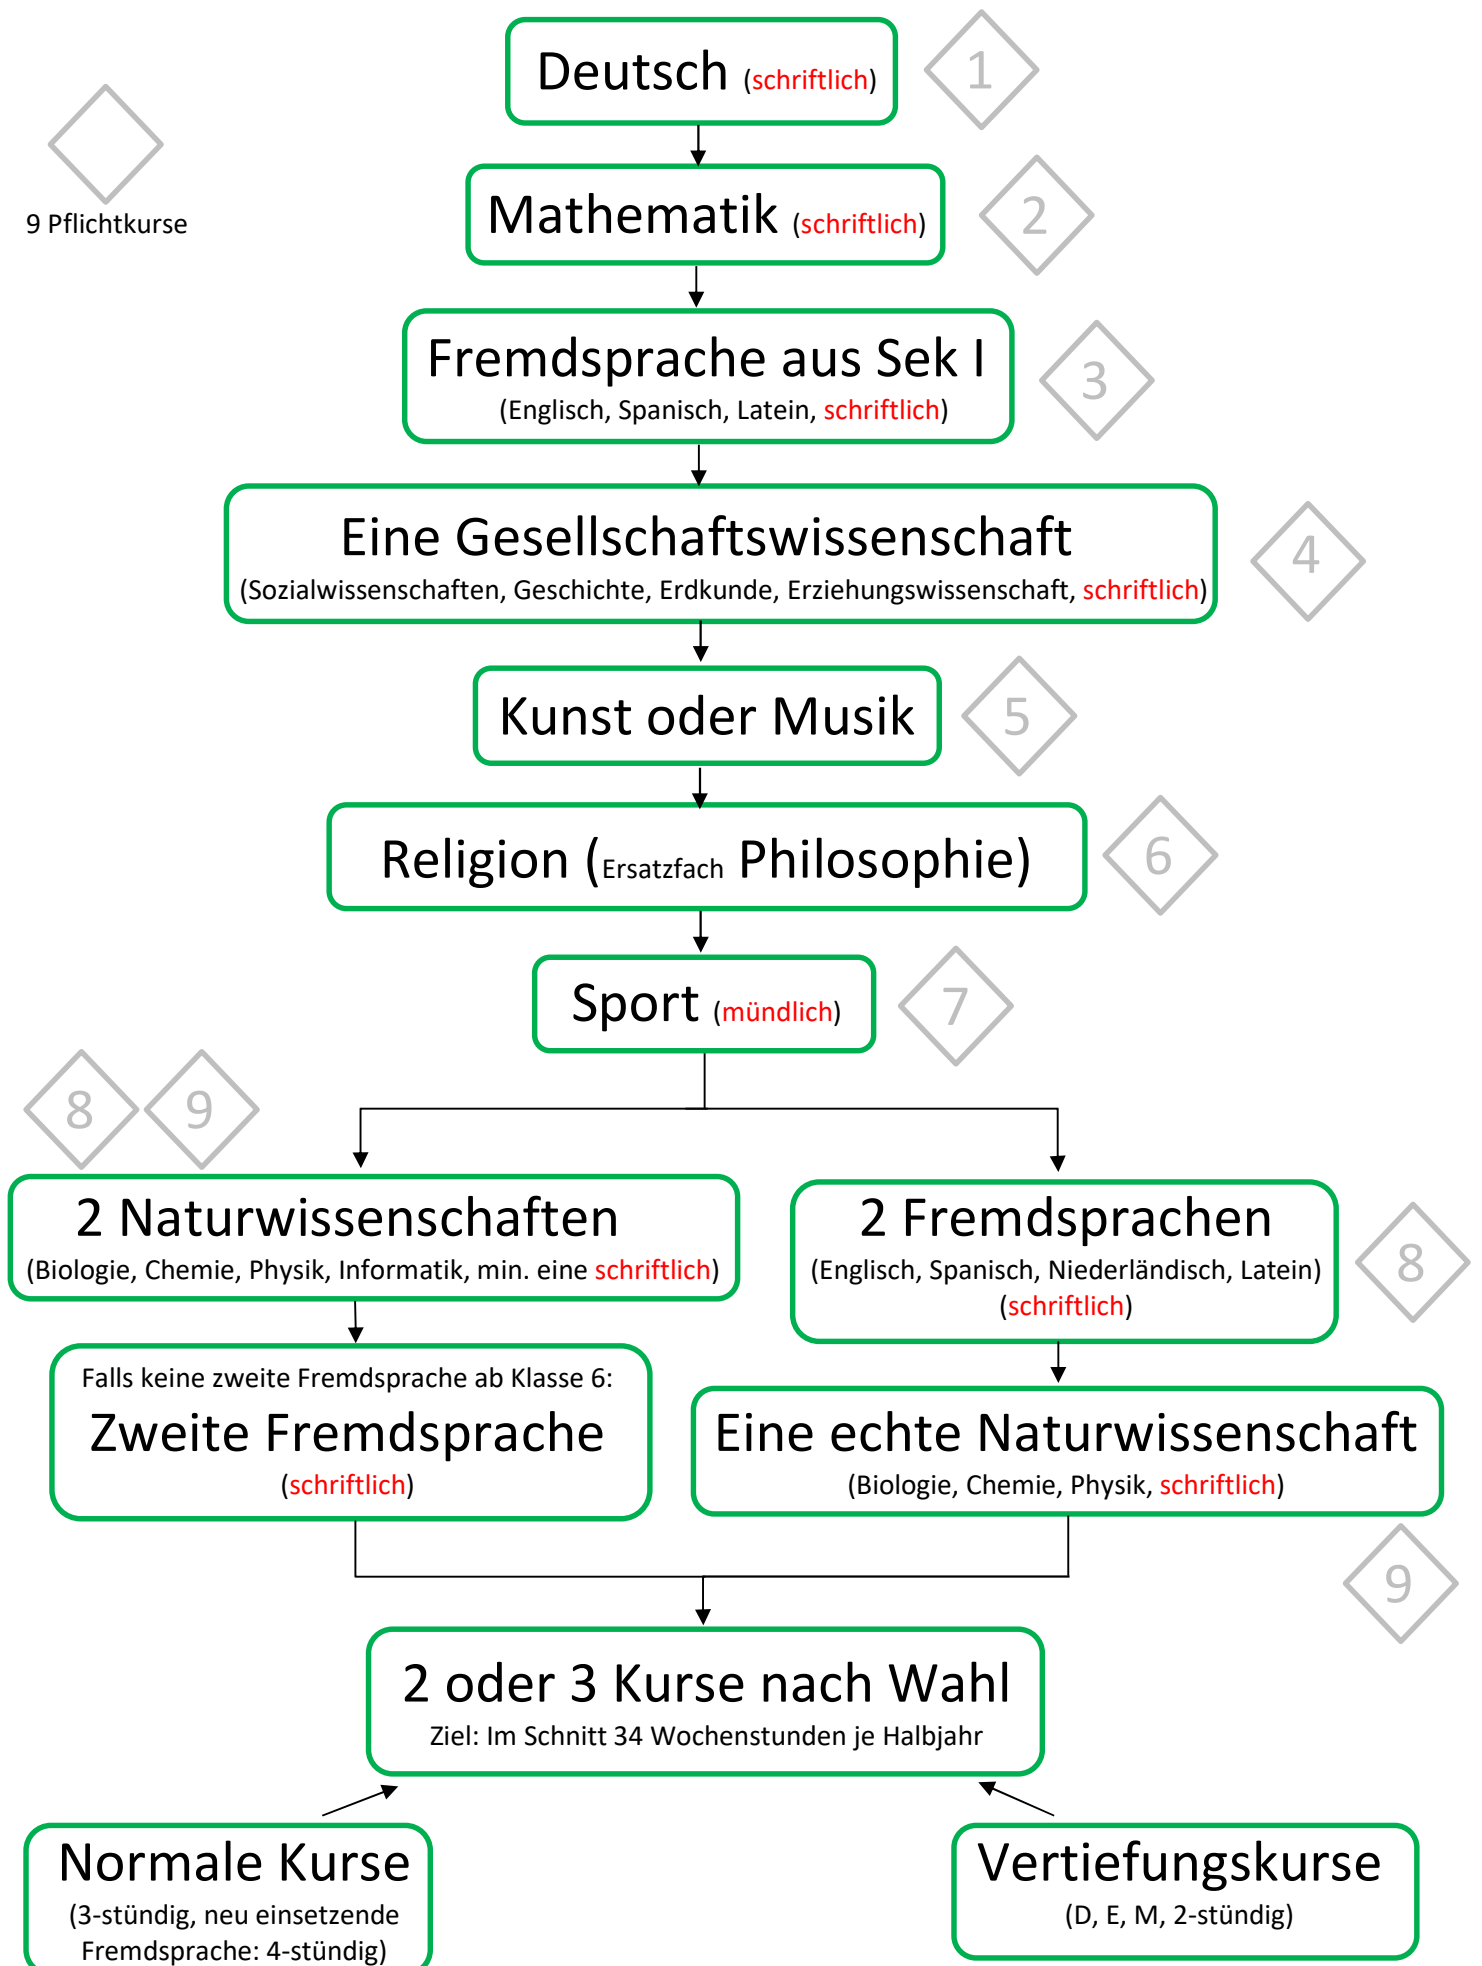 Deutsch (schriftlich)
1
9 Pflichtkurse
Mathematik (schriftlich)
2
Fremdsprache aus Sek I
(Englisch, Spanisch, Latein, schriftlich)
3
Eine Gesellschaftswissenschaft
(Sozialwissenschaften, Geschichte, Erdkunde, Erziehungswissenschaft, schriftlich)
4
Kunst oder Musik
5
Religion (Ersatzfach Philosophie)
6
Sport (mündlich)
7
8
9
2 Naturwissenschaften
(Biologie, Chemie, Physik, Informatik, min. eine schriftlich)
2 Fremdsprachen
(Englisch, Spanisch, Niederländisch, Latein)
(schriftlich)
8
Falls keine zweite Fremdsprache ab Klasse 6:
Zweite Fremdsprache
(schriftlich)
Eine echte Naturwissenschaft
(Biologie, Chemie, Physik, schriftlich)
9
2 oder 3 Kurse nach Wahl
Ziel: Im Schnitt 34 Wochenstunden je Halbjahr
Normale Kurse
(3-stündig, neu einsetzende
Fremdsprache: 4-stündig)
Vertiefungskurse
(D, E, M, 2-stündig)